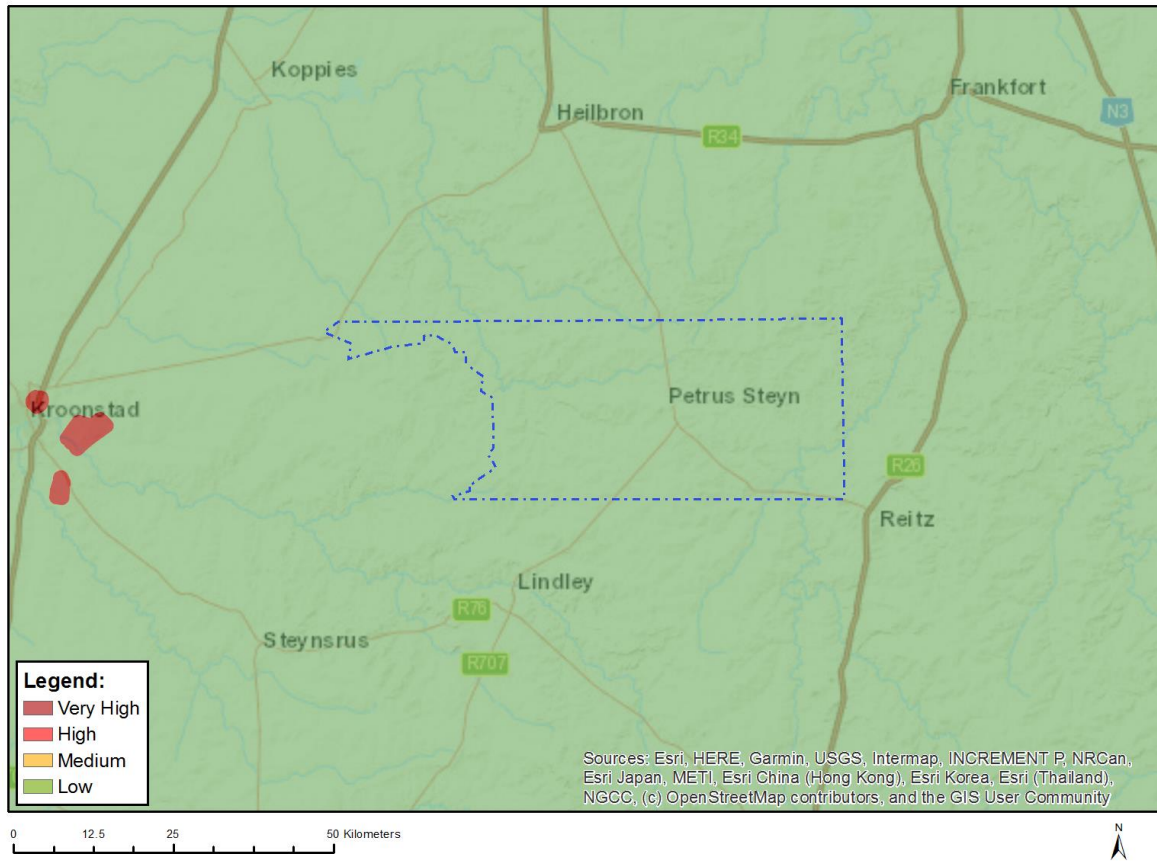 Koppies
Frankfort
Heilbron
N3
R34
Petrus Steyn
Kroonstad
R26
Reitz
Lindley
R76
Steynsrus
R707
Legend:
Very High
High
Medium
Low
Sources: Esri, HERE, Garmin, USGS, Intermap, INCREMENT P, NRCan,
Esri Japan, METI, Esri China (Hong Kong), Esri Korea, Esri (Thailand),
NGCC, (c) OpenStreetMap contributors, and the GIS User Community
0 12.5 25 50 Kilometers
N